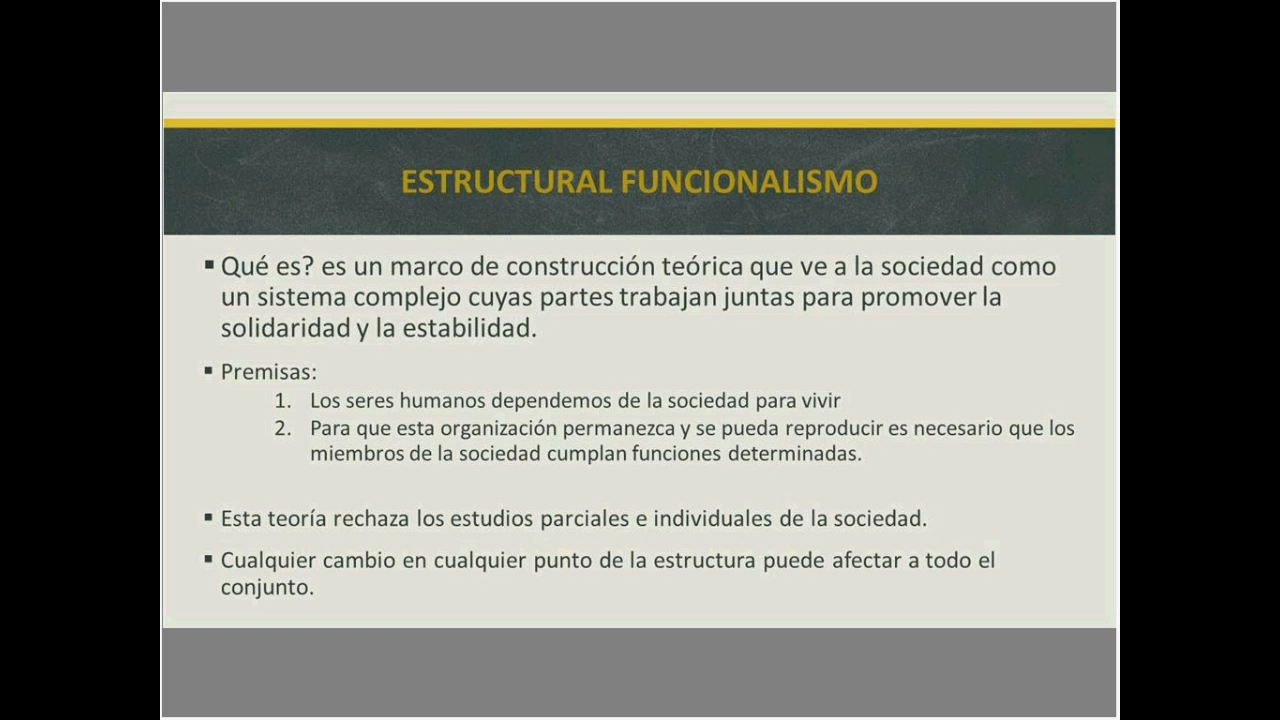 ESTRUCTURAL FUNCIONALISMO
▪ Qué es? es un marco de construcción teórica que ve a la sociedad como
un sistema complejo cuyas partes trabajan juntas para promover la
solidaridad y la estabilidad.
▪ Premisas:
1. Los seres humanos dependemos de la sociedad para vivir
2. Para que esta organización permanezca y se pueda reproducir es necesario que los
miembros de la sociedad cumplan funciones determinadas.
▪ Esta teoría rechaza los estudios parciales e individuales de la sociedad.
▪ Cualquier cambio en cualquier punto de la estructura puede afectar a todo el
conjunto.